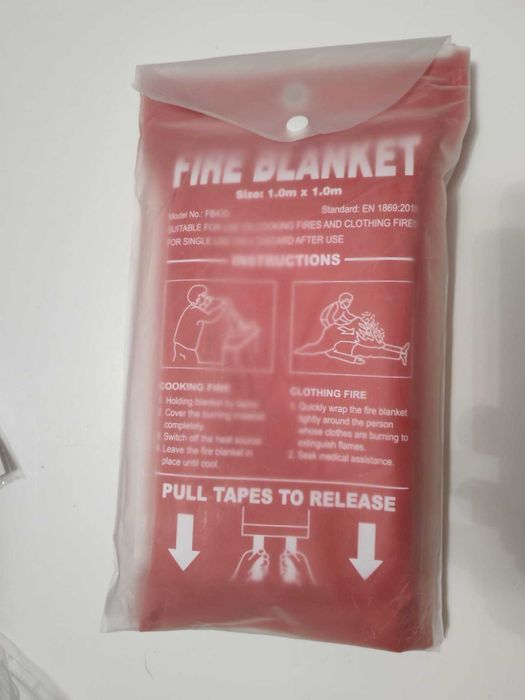 FIRE BLANKET
Size: 1.0m x 1.0m
Model No.: Standard: EN 1869:2019
SUITABLE FOR USE ON COOKING FIRES AND CLOTHING FIRES
FOR SINGLE USE ONLY DISCARD AFTER USE
INSTRUCTIONS
COOKING FIRE
1. Holding blanket by tapes.
2. Cover the burning material
completely.
3. Switch off the heat source
4. Leave the fire blanket in
place until cool.
CLOTHING FIRE
1. Quickly wrap the fire blanket
tightly around the person
whose clothes are burning to
extinguish flames.
2. Seek medical assistance.
PULL TAPES TO RELEASE